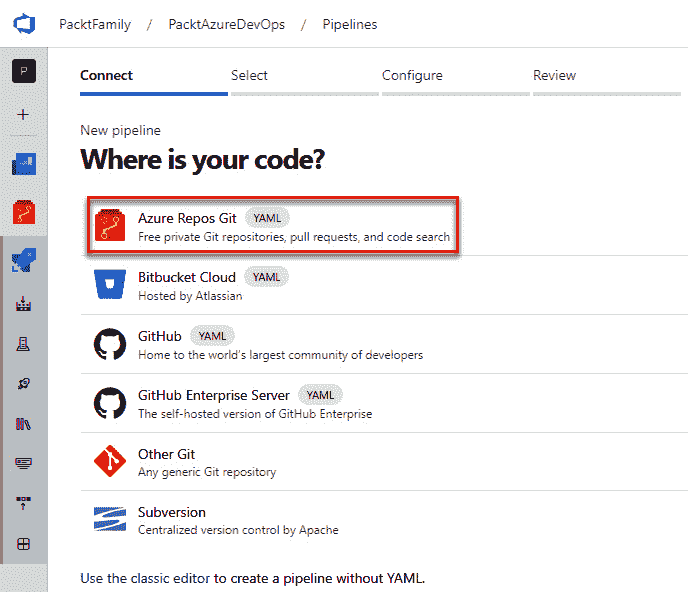 PacktFamily / PacktAzureDevOps / Pipelines
P
Connect Select Configure Review
New pipeline
Where is your code?
Azure Repos Git YAML
Free private Git repositories, pull requests, and code search
Bitbucket Cloud YAML
Hosted by Atlassian
GitHub YAML
Home to the world's largest community of developers
GitHub Enterprise Server YAML
The self-hosted version of GitHub Enterprise
Other Git
Any generic Git repository
Subversion
Centralized version control by Apache
Use the classic editor to create a pipeline without YAML.